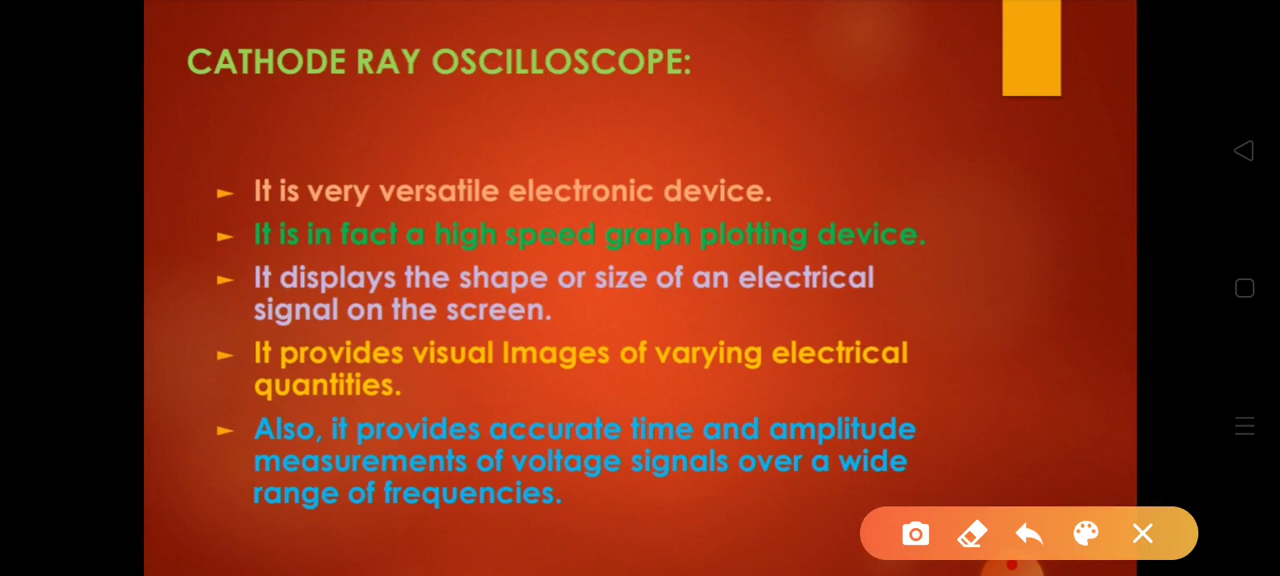 CATHODE RAY OSCILLOSCOPE:
It is very versatile electronic device.
It is in fact a high speed graph plotting device.
It displays the shape or size of an electrical
signal on the screen.
It provides visual Images of varying electrical
quantities.
Also, it provides accurate time and amplitude
measurements of voltage signals over a wide
range of frequencies.